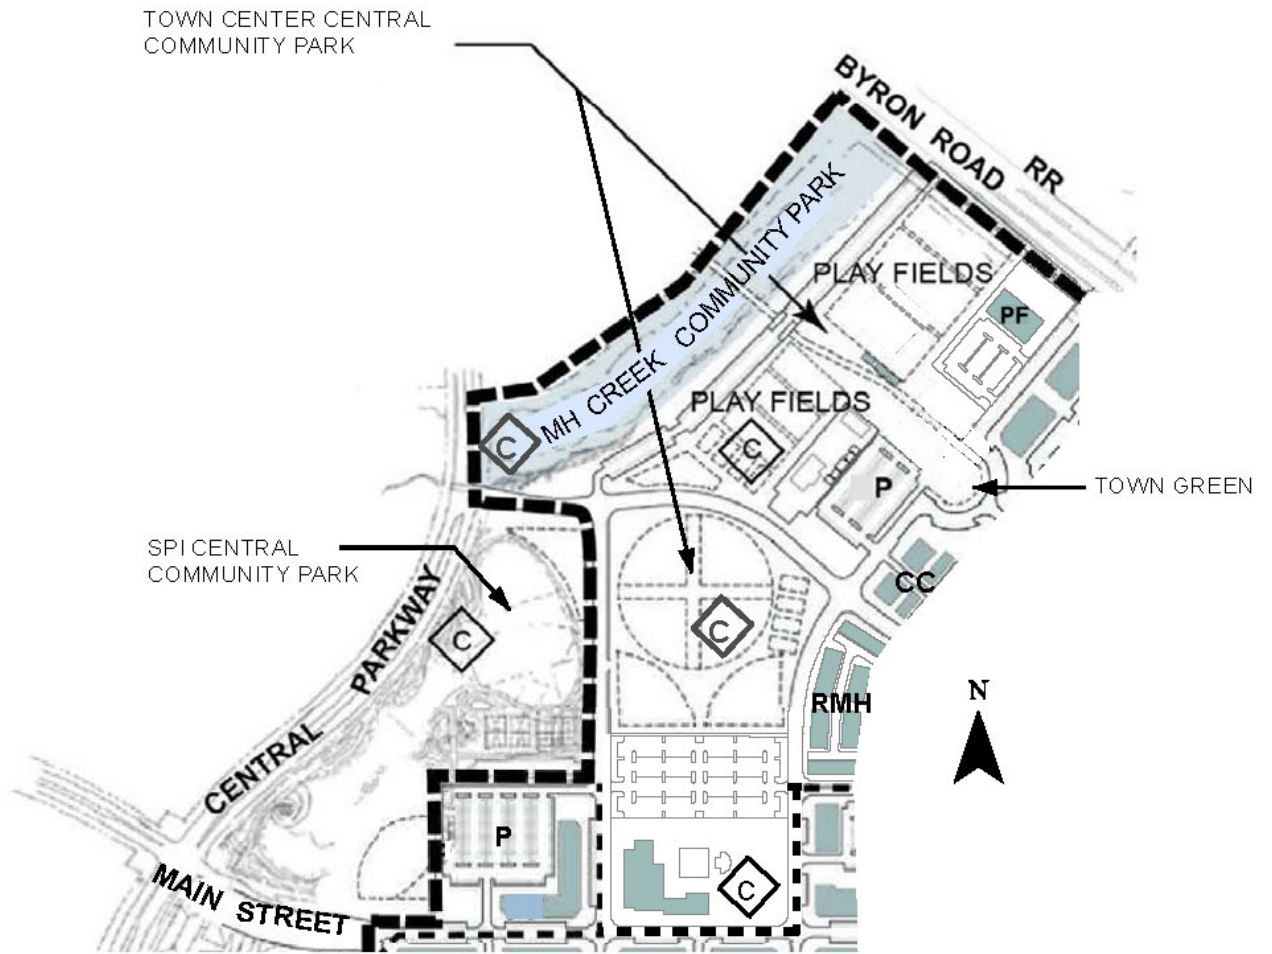 TOWN CENTER CENTRAL
COMMUNITY PARK
BYRON ROAD
RR
MH CREEK COMMUNITY PARK
PLAY FIELDS
PF
PLAY FIELDS
C
C
P
TOWN GREEN
SPI CENTRAL
COMMUNITY PARK
CC
C
C
CENTRAL PARKWAY
RMH
N
P
C
MAIN STREET